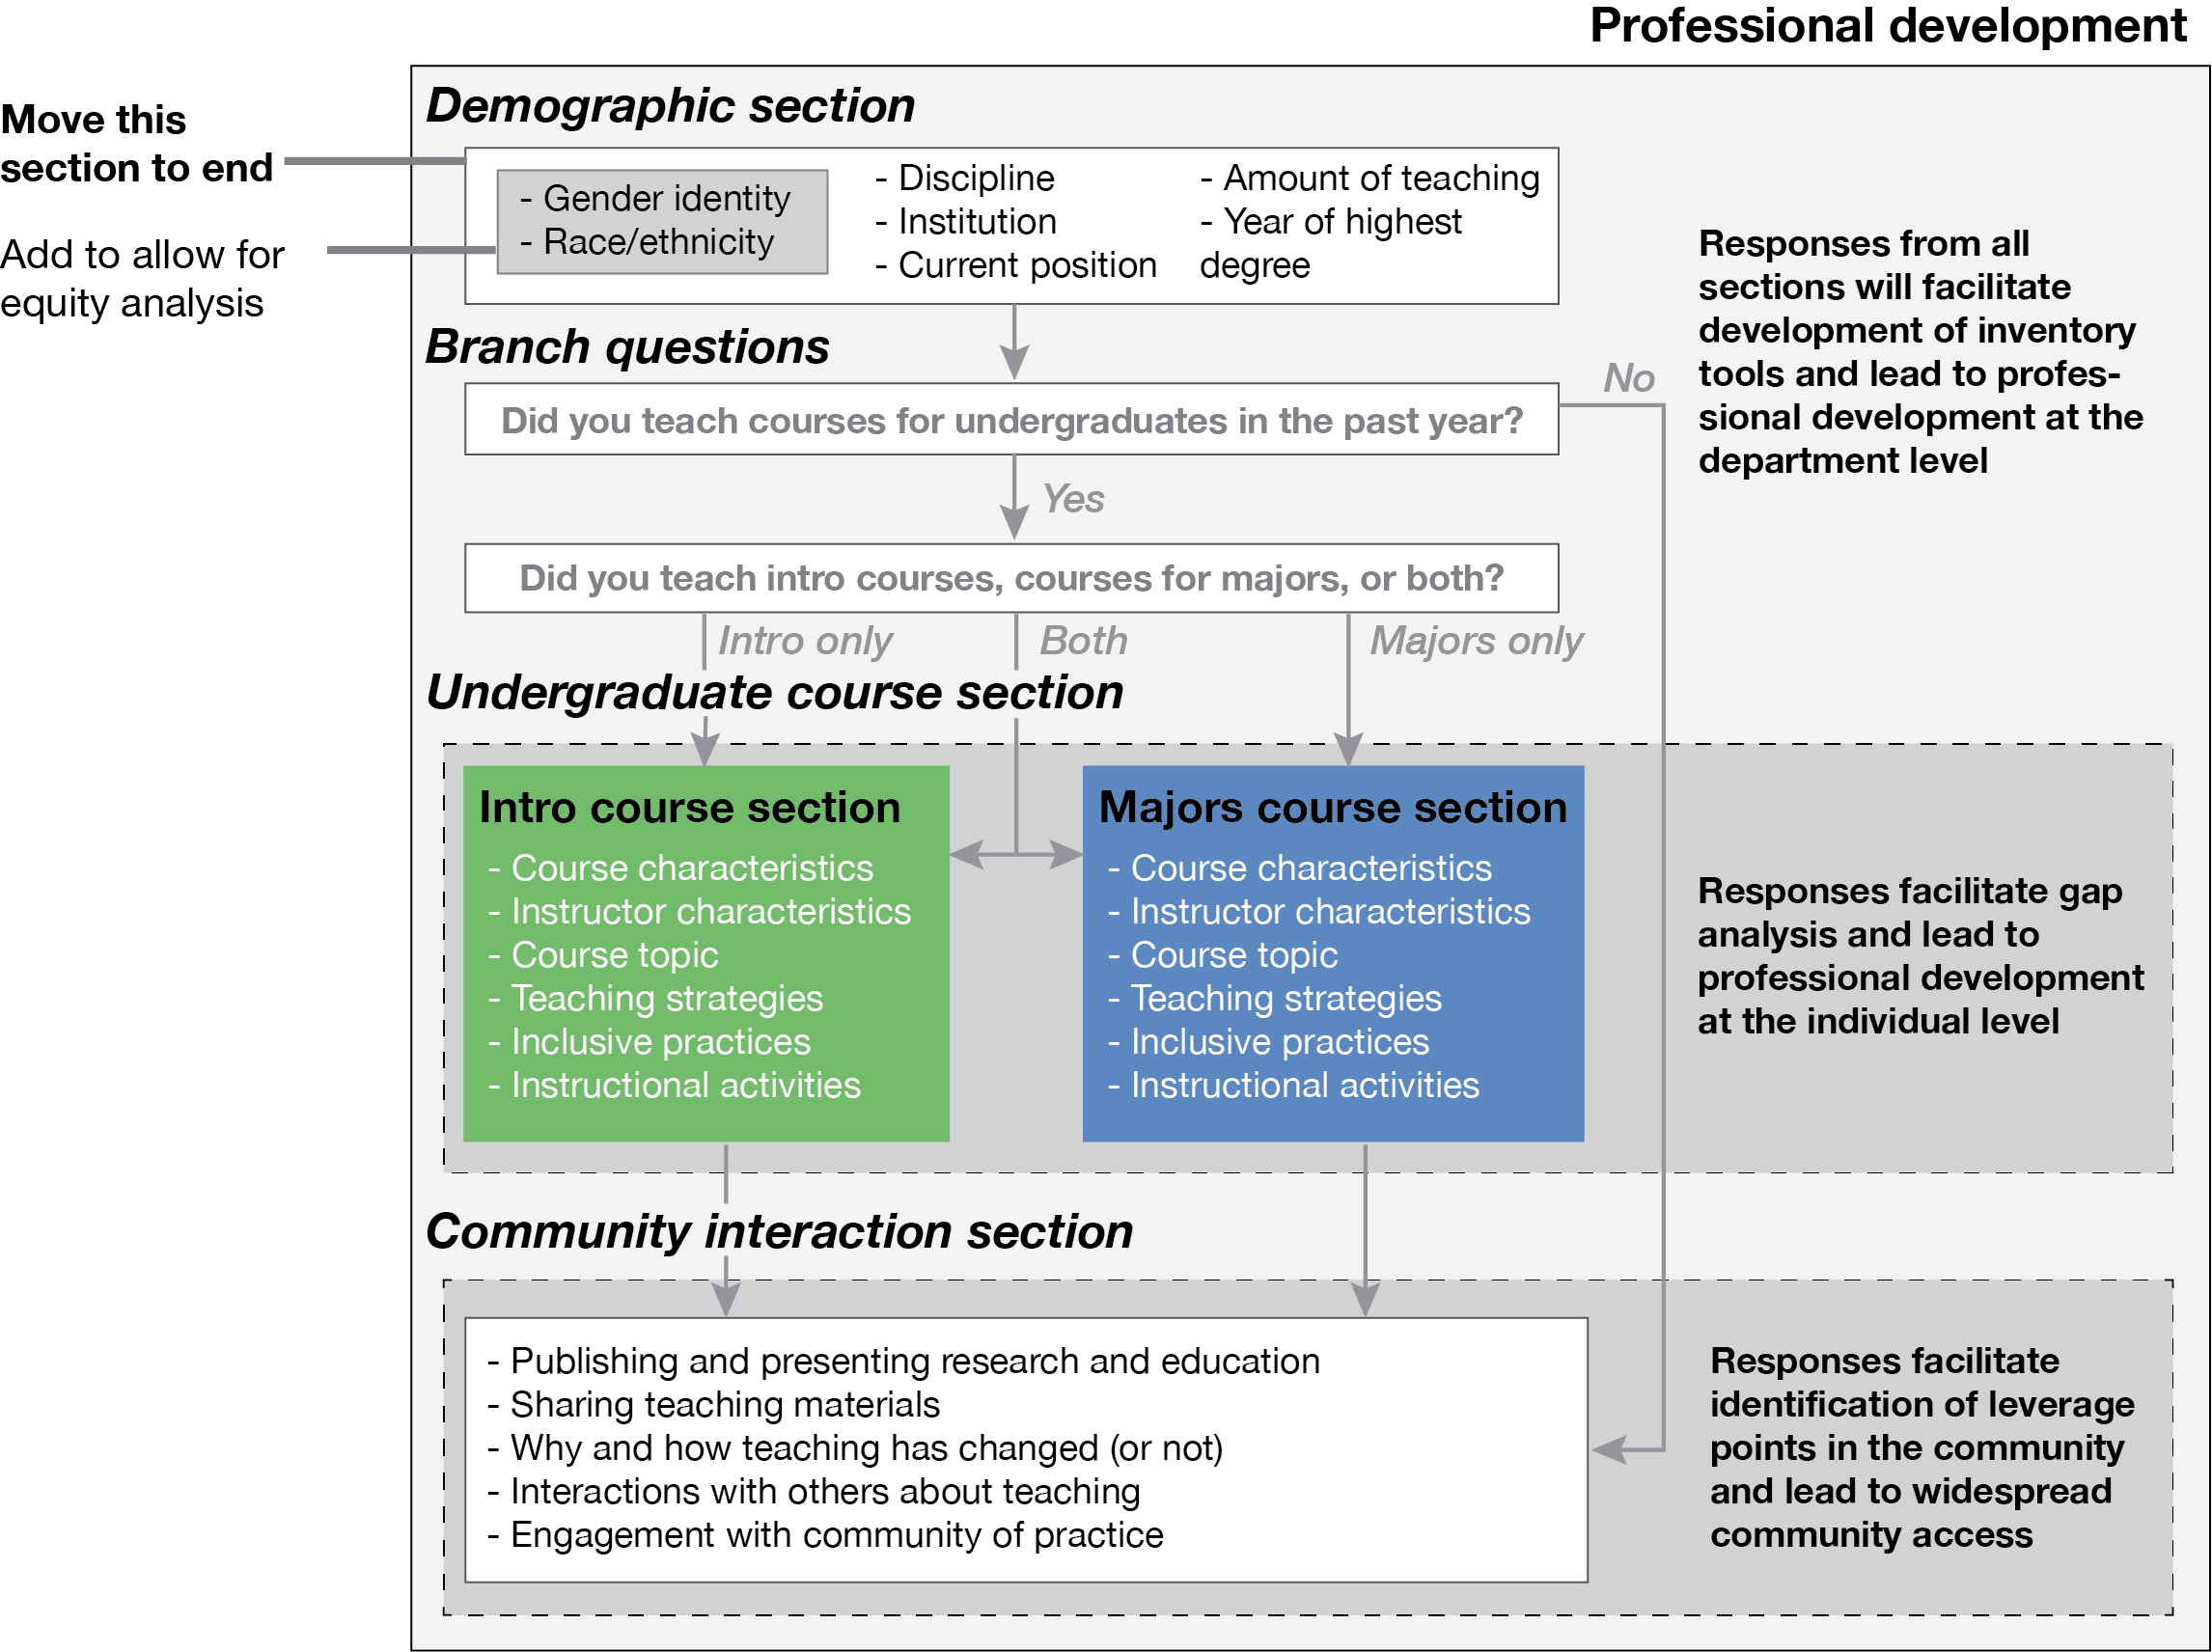 Professional development
Demographic section
Move this
section to end
Add to allow for
equity analysis
- Gender identity
- Race/ethnicity
- Discipline
- Institution
- Current position
- Amount of teaching
- Year of highest
degree
Responses from all
sections will facilitate
development of inventory
tools and lead to profes-
sional development at the
department level
Branch questions
Did you teach courses for undergraduates in the past year?
No
Yes
Did you teach intro courses, courses for majors, or both?
Intro only
Both
Majors only
Undergraduate course section
Intro course section
- Course characteristics
- Instructor characteristics
- Course topic
- Teaching strategies
- Inclusive practices
- Instructional activities
Majors course section
- Course characteristics
- Instructor characteristics
- Course topic
- Teaching strategies
- Inclusive practices
- Instructional activities
Responses facilitate gap
analysis and lead to
professional development
at the individual level
Community interaction section
- Publishing and presenting research and education
- Sharing teaching materials
- Why and how teaching has changed (or not)
- Interactions with others about teaching
- Engagement with community of practice
Responses facilitate
identification of leverage
points in the community
and lead to widespread
community access